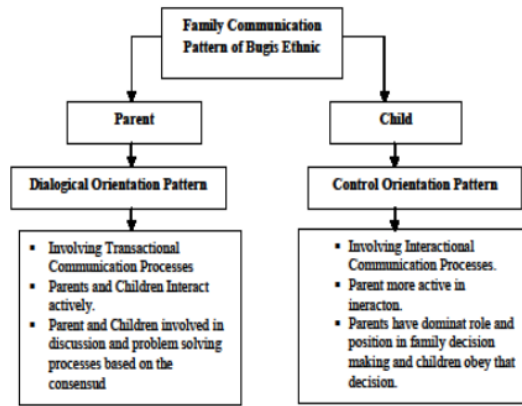 Family Communication
Pattern of Bugis Ethnic
Parent
Child
Dialogical Orientation Pattern
Control Orientation Pattern
▪ Involving Transactional
Communication Processes
▪ Parents and Children Interact
actively.
▪ Parent and Children involved in
discussion and problem solving
processes based on the
consensud
▪ Involving Interactional
Communication Processes.
▪ Parent more active in
ineracton.
▪ Parents have dominat role and
position in family decision
making and children obey that
decision.